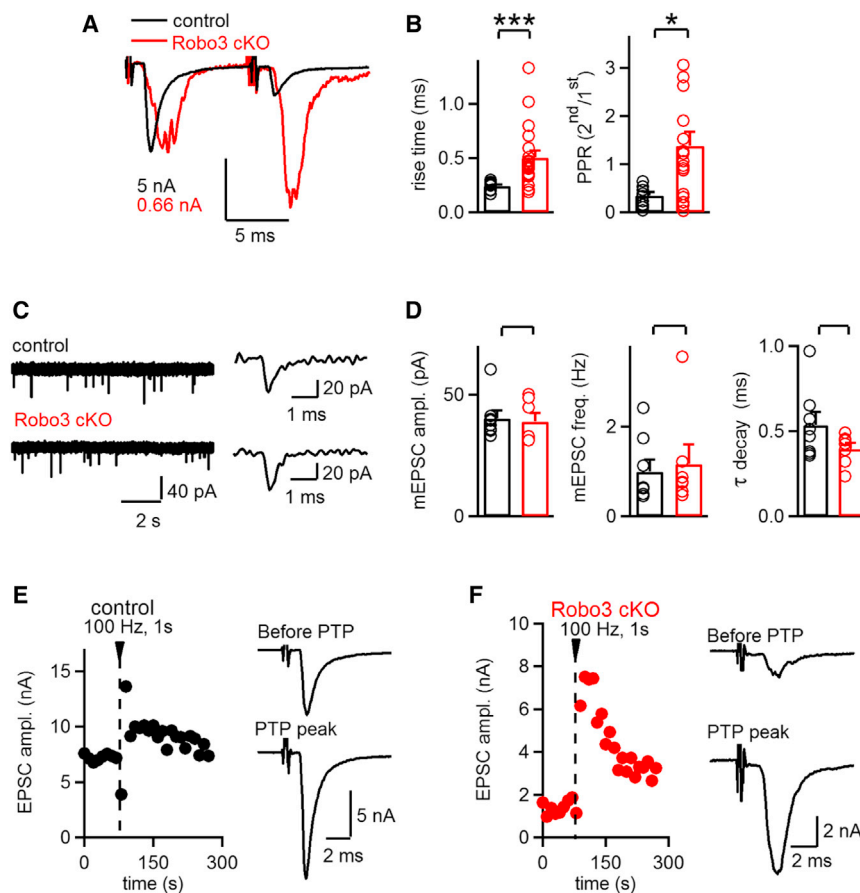 A
control
Robo3 cKO
5 nA
0.66 nA
5 ms
B
***
*
rise time (ms)
1.0
0.5
0.0
PPR (2nd/1st)
3
2
1
0
C
control
20 pA
1 ms
Robo3 cKO
20 pA
1 ms
40 pA
2 s
D
mEPSC ampl. (pA)
50
0
mEPSC freq. (Hz)
2
0
τ decay (ms)
1.0
0.5
0.0
E
control
100 Hz, 1s
EPSC ampl. (nA)
15
10
5
0
0
150
300
time (s)
Before PTP
PTP peak
5 nA
2 ms
F
Robo3 cKO
100 Hz, 1s
EPSC ampl. (nA)
10
8
6
4
2
0
0
150
300
time (s)
Before PTP
PTP peak
2 nA
2 ms